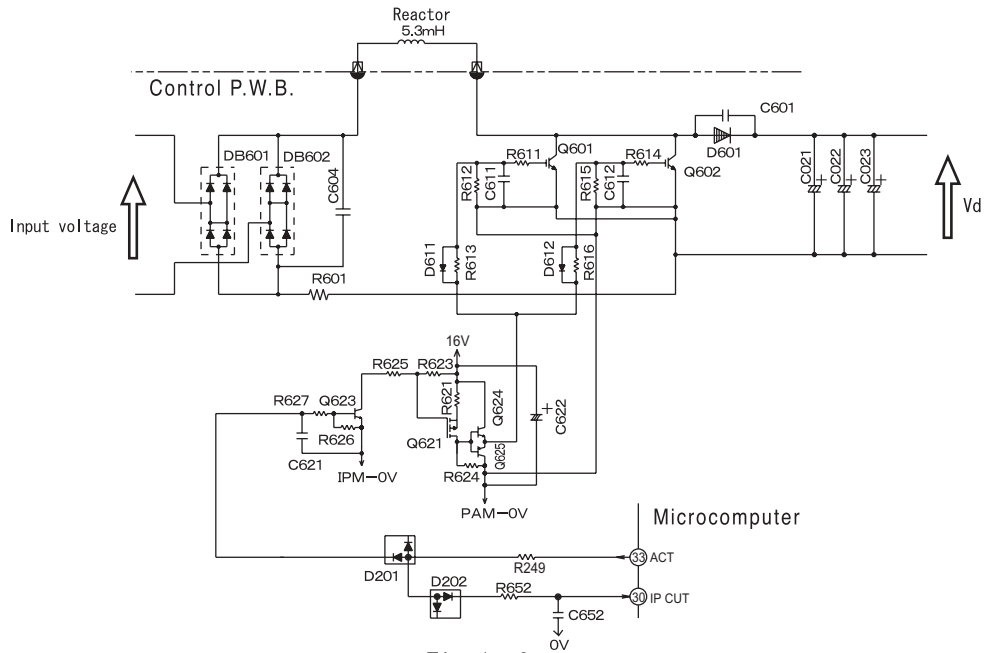 Reactor
5.3mH
Control P.W.B.
C601
DB601
DB602
C604
R611
Q601
R612
C611
R614
R615
C612
Q602
D601
C021
C022
C023
Input voltage
Vd
R601
D611
R613
D612
R616
16V
R625
R623
R621
Q624
C622
R627
Q623
R626
C621
Q621
Q625
R624
IPM-0V
PAM-0V
Microcomputer
33 ACT
R249
D201
D202
R652
30 IP CUT
C652
0V